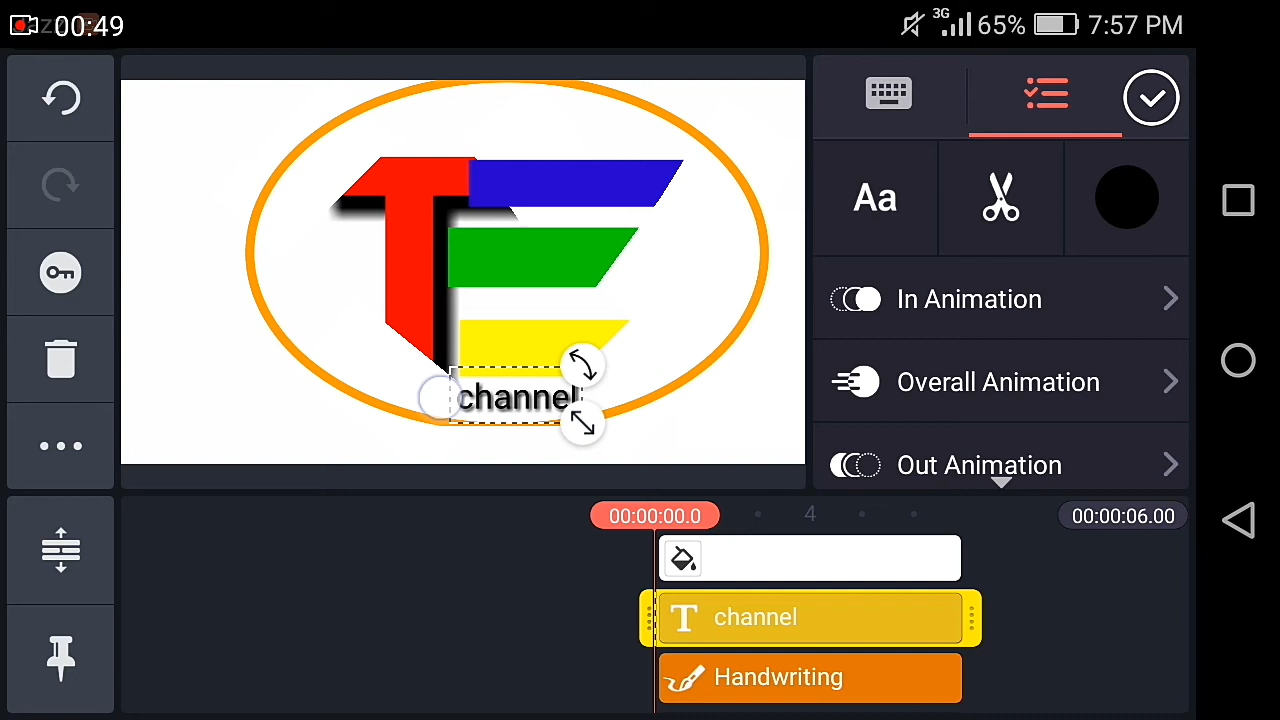 00:49
3G 65% 7:57 PM
TE
channel
Aa
In Animation
Overall Animation
Out Animation
00:00:00.0
4
00:00:06.00
channel
Handwriting